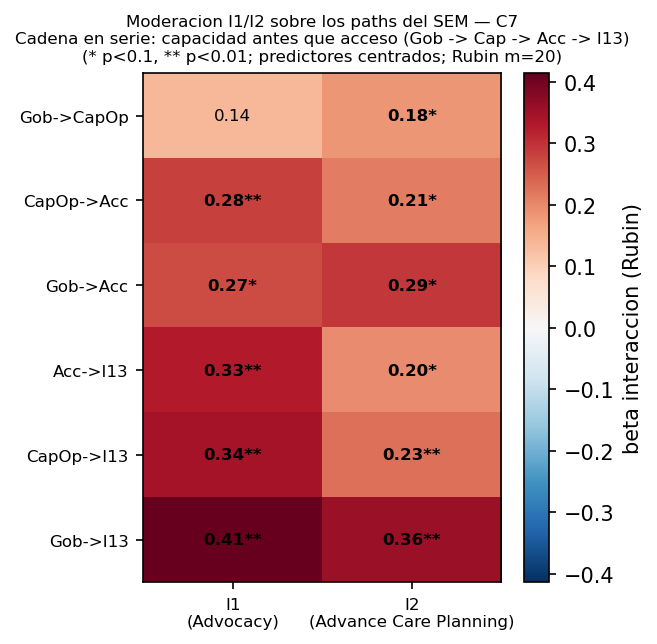 Moderacion I1/I2 sobre los paths del SEM — C7
Cadena en serie: capacidad antes que acceso (Gob -> Cap -> Acc -> I13)
(* p<0.1, ** p<0.01; predictores centrados; Rubin m=20)
Gob->CapOp 0.14 0.18*
CapOp->Acc 0.28** 0.21*
Gob->Acc 0.27* 0.29*
Acc->I13 0.33** 0.20*
CapOp->I13 0.34** 0.23**
Gob->I13 0.41** 0.36**
I1 I2
(Advocacy) (Advance Care Planning)
0.4
0.3
0.2
0.1
0.0
−0.1
−0.2
−0.3
−0.4
beta interaccion (Rubin)